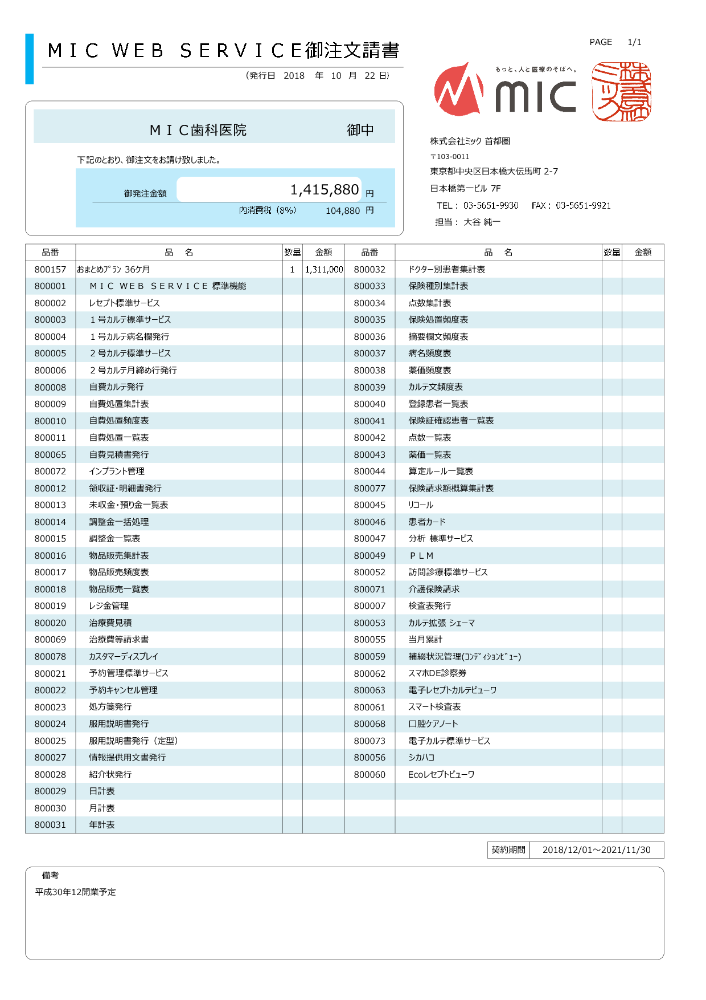 ＭＩＣ ＷＥＢ ＳＥＲＶＩＣＥ御注文請書
PAGE 1/1
（発行日 2018 年 10 月 22 日）
もっと、人と医療のそばへ。
mic
株式会社ミック
ＭＩＣ歯科医院 御中
下記のとおり、御注文をお請け致しました。
御発注金額 1,415,880 円
内消費税（8%） 104,880 円
株式会社ミック 首都圏
〒103-0011
東京都中央区日本橋大伝馬町 2-7
日本橋第一ビル 7F
TEL： 03-5651-9930 FAX： 03-5651-9921
担当： 大谷 純一
品番 品 名 数量 金額 品番 品 名 数量 金額
800157 おまとめﾌﾟﾗﾝ 36ケ月 1 1,311,000 800032 ドクター別患者集計表
800001 ＭＩＣ ＷＥＢ ＳＥＲＶＩＣＥ 標準機能 800033 保険種別集計表
800002 レセプト標準サービス 800034 点数集計表
800003 １号カルテ標準サービス 800035 保険処置頻度表
800004 １号カルテ病名欄発行 800036 摘要欄文頻度表
800005 ２号カルテ標準サービス 800037 病名頻度表
800006 ２号カルテ月締め行発行 800038 薬価頻度表
800008 自費カルテ発行 800039 カルテ文頻度表
800009 自費処置集計表 800040 登録患者一覧表
800010 自費処置頻度表 800041 保険証確認患者一覧表
800011 自費処置一覧表 800042 点数一覧表
800065 自費見積書発行 800043 薬価一覧表
800072 インプラント管理 800044 算定ルール一覧表
800012 領収証・明細書発行 800077 保険請求額概算集計表
800013 未収金・預り金一覧表 800045 リコール
800014 調整金一括処理 800046 患者カード
800015 調整金一覧表 800047 分析 標準サービス
800016 物品販売集計表 800049 ＰＬＭ
800017 物品販売頻度表 800052 訪問診療標準サービス
800018 物品販売一覧表 800071 介護保険請求
800019 レジ金管理 800007 検査表発行
800020 治療費見積 800053 カルテ拡張 シェーマ
800069 治療費等請求書 800055 当月累計
800078 カスタマーディスプレイ 800059 補綴状況管理(ｺﾝﾃﾞｨｼｮﾝﾋﾞｭｰ)
800021 予約管理標準サービス 800062 スマホDE診察券
800022 予約キャンセル管理 800063 電子レセプトカルテビューワ
800023 処方箋発行 800061 スマート検査表
800024 服用説明書発行 800068 口腔ケアノート
800025 服用説明書発行（定型） 800073 電子カルテ標準サービス
800027 情報提供用文書発行 800056 シカハコ
800028 紹介状発行 800060 Ecoレセプトビューワ
800029 日計表
800030 月計表
800031 年計表
契約期間 2018/12/01～2021/11/30
備考
平成30年12開業予定